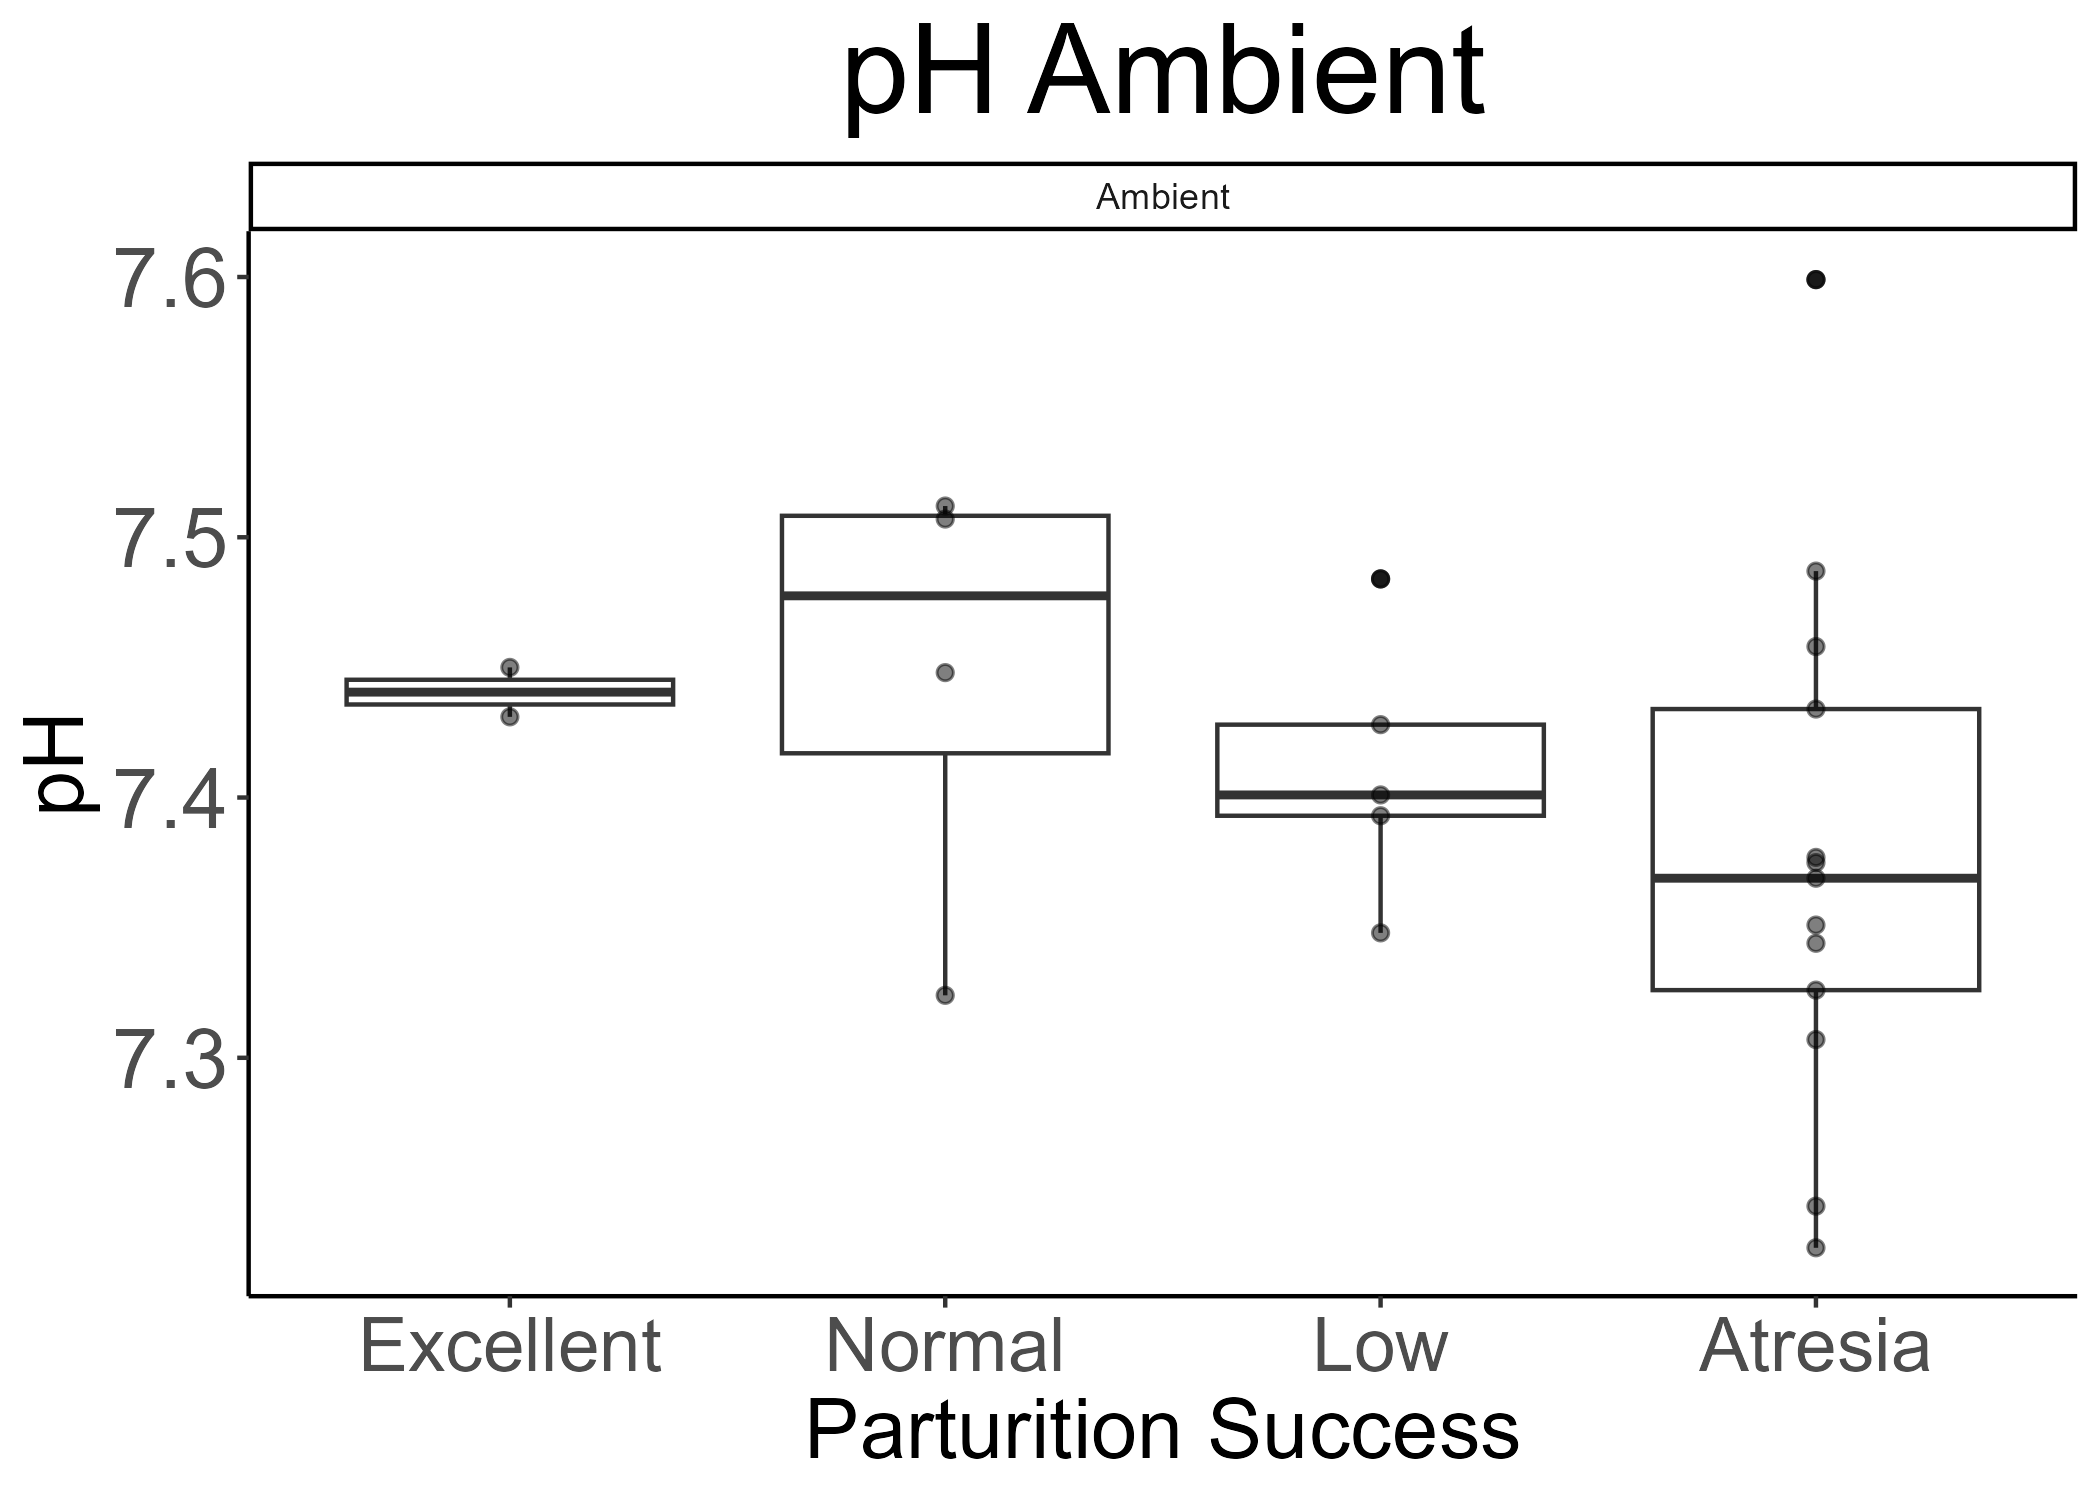 pH Ambient
Ambient
7.6
7.5
7.4
7.3
pH
Excellent Normal Low Atresia
Parturition Success